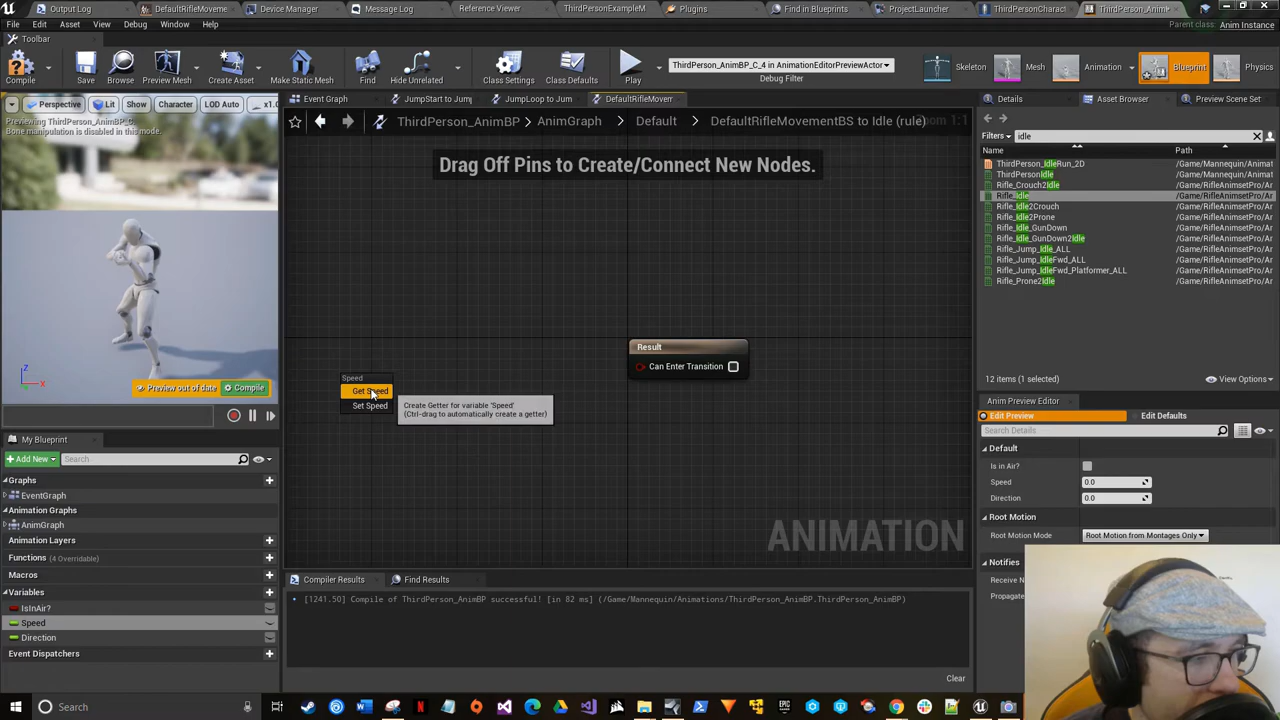 Output Log
DefaultRifleMoveme
Device Manager
Message Log
Reference Viewer
ThirdPersonExampleM
Plugins
Find in Blueprints
ProjectLauncher
ThirdPersonCharact
ThirdPerson_Anim
File Edit Asset View Debug Window Help
Parent class: Anim Instance
Toolbar
Compile
Save
Browse
Preview Mesh
Create Asset
Make Static Mesh
Find
Hide Unrelated
Class Settings
Class Defaults
Play
ThirdPerson_AnimBP_C_4 in AnimationEditorPreviewActor
Debug Filter
Skeleton
Mesh
Animation
Blueprint
Physics
Perspective Lit Show Character LOD Auto x1.0
Previewing ThirdPerson_AnimBP_C.
Bone manipulation is disabled in this mode.
Preview out of date
Compile
Event Graph
JumpStart to Jum
JumpLoop to Jum
DefaultRifleMovem
ThirdPerson_AnimBP > AnimGraph > Default > DefaultRifleMovementBS to Idle (rule)
Zoom 1:1
Drag Off Pins to Create/Connect New Nodes.
Result
Can Enter Transition
Speed
Get Speed
Set Speed
Create Getter for variable 'Speed'
(Ctrl-drag to automatically create a getter)
ANIMATION
My Blueprint
Add New
Search
Graphs
EventGraph
Animation Graphs
AnimGraph
Animation Layers
Functions (4 Overridable)
Macros
Variables
IsInAir?
Speed
Direction
Event Dispatchers
Compiler Results
Find Results
[1241.50] Compile of ThirdPerson_AnimBP successful! [in 82 ms] (/Game/Mannequin/Animations/ThirdPerson_AnimBP.ThirdPerson_AnimBP)
Clear
Details
Asset Browser
Preview Scene Set
Filters
idle
Name Path
ThirdPerson_IdleRun_2D /Game/Mannequin/Animat
ThirdPersonIdle /Game/Mannequin/Animat
Rifle_Crouch2Idle /Game/RifleAnimsetPro/Ar
Rifle_Idle /Game/RifleAnimsetPro/Ar
Rifle_Idle2Crouch /Game/RifleAnimsetPro/Ar
Rifle_Idle2Prone /Game/RifleAnimsetPro/Ar
Rifle_Idle_GunDown /Game/RifleAnimsetPro/Ar
Rifle_Idle_GunDown2Idle /Game/RifleAnimsetPro/Ar
Rifle_Jump_Idle_ALL /Game/RifleAnimsetPro/Ar
Rifle_Jump_IdleFwd_ALL /Game/RifleAnimsetPro/Ar
Rifle_Jump_IdleFwd_Platformer_ALL /Game/RifleAnimsetPro/Ar
Rifle_Prone2Idle /Game/RifleAnimsetPro/Ar
12 items (1 selected)
View Options
Anim Preview Editor
Edit Preview
Edit Defaults
Search Details
Default
Is in Air?
Speed 0.0
Direction 0.0
Root Motion
Root Motion Mode Root Motion from Montages Only
Notifies
Receive N
Propagate
Search